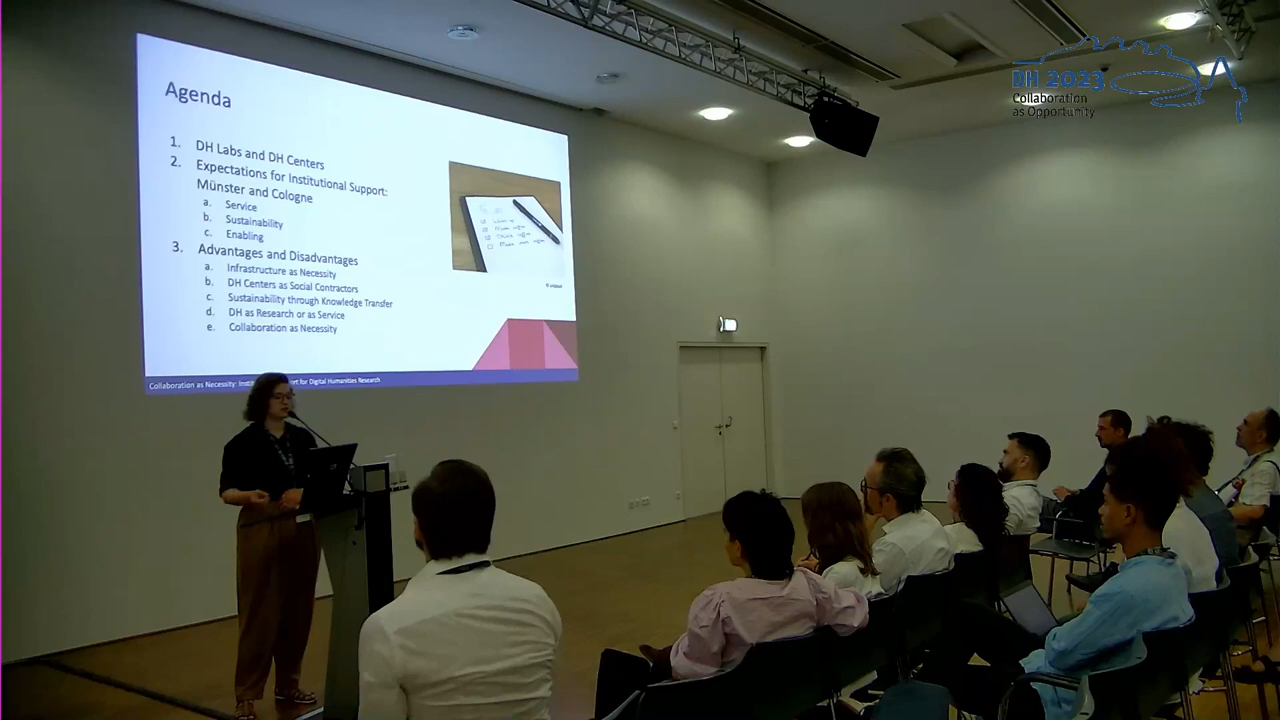 DH 2023
Collaboration
as Opportunity
Agenda
1. DH Labs and DH Centers
2. Expectations for Institutional Support:
Münster and Cologne
a. Service
b. Sustainability
c. Enabling
3. Advantages and Disadvantages
a. Infrastructure as Necessity
b. DH Centers as Social Contractors
c. Sustainability through Knowledge Transfer
d. DH as Research or as Service
e. Collaboration as Necessity
Collaboration as Necessity: for Digital Humanities Research